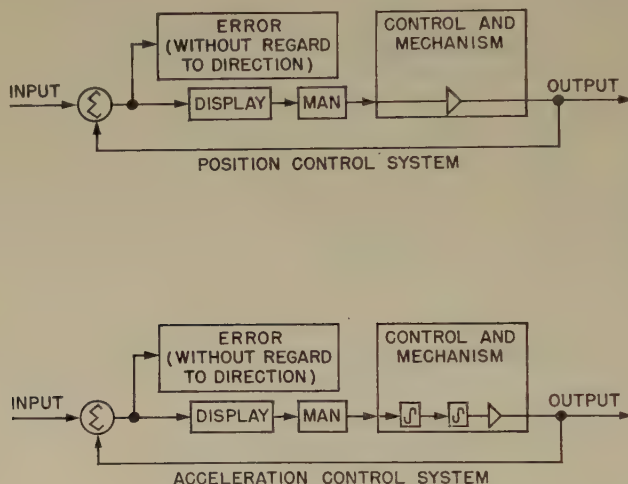 ERROR
(WITHOUT REGARD
TO DIRECTION)
CONTROL AND
MECHANISM
INPUT
Σ
DISPLAY
MAN
OUTPUT
POSITION CONTROL SYSTEM
ERROR
(WITHOUT REGARD
TO DIRECTION)
CONTROL AND
MECHANISM
INPUT
Σ
DISPLAY
MAN
∫
∫
OUTPUT
ACCELERATION CONTROL SYSTEM